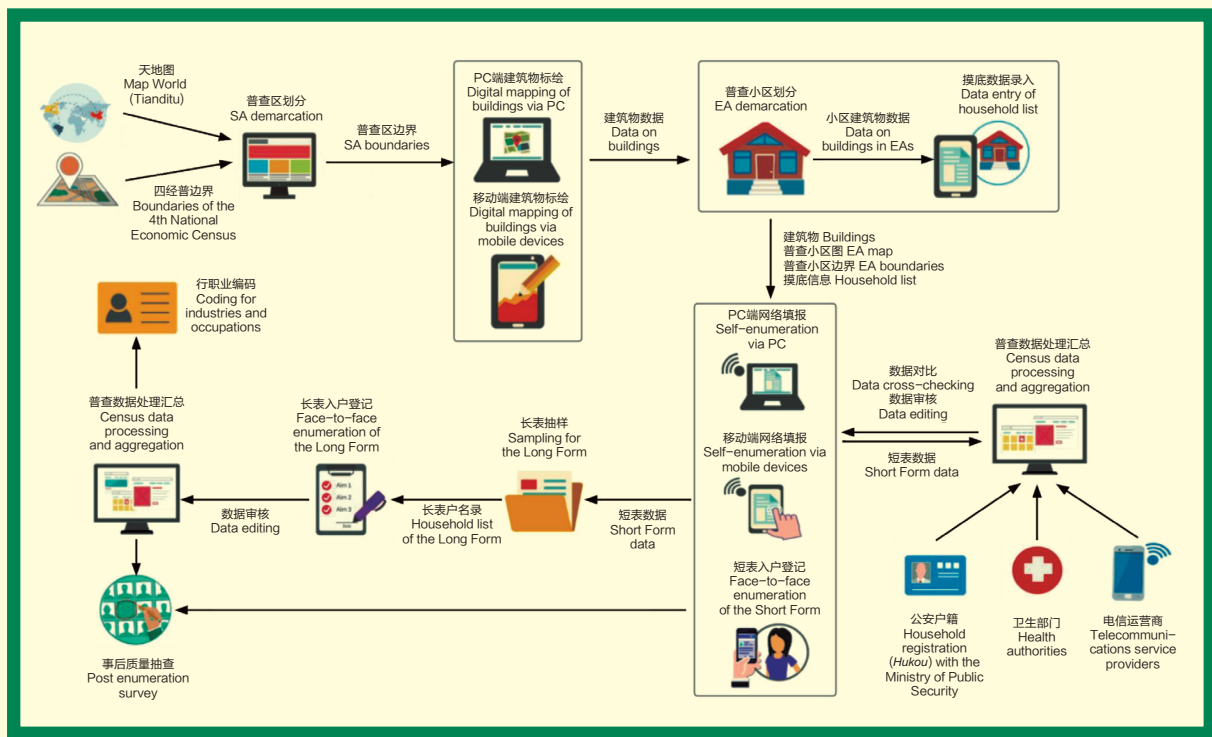 天地图
Map World
(Tianditu)
四经普边界
Boundaries of the
4th National
Economic Census
普查区划分
SA demarcation
普查区边界
SA boundaries
PC端建筑物标绘
Digital mapping of
buildings via PC
移动端建筑物标绘
Digital mapping of
buildings via
mobile devices
建筑物数据
Data on
buildings
普查小区划分
EA demarcation
小区建筑物数据
Data on
buildings in EAs
摸底数据录入
Data entry of
household list
建筑物 Buildings
普查小区图 EA map
普查小区边界 EA boundaries
摸底信息 Household list
PC端网络填报
Self-enumeration
via PC
移动端网络填报
Self-enumeration via
mobile devices
短表入户登记
Face-to-face
enumeration
of the Short Form
数据对比
Data cross-checking
数据审核
Data editing
短表数据
Short Form data
普查数据处理汇总
Census data
processing
and aggregation
公安户籍
Household
registration
(Hukou) with the
Ministry of Public
Security
卫生部门
Health
authorities
电信运营商
Telecommuni-
cations service
providers
短表数据
Short Form
data
长表抽样
Sampling for
the Long Form
长表户名录
Household list
of the Long Form
长表入户登记
Face-to-face
enumeration of
the Long Form
Aim 1
Aim 2
Aim 3
数据审核
Data editing
普查数据处理汇总
Census data
processing
and aggregation
行职业编码
Coding for
industries and
occupations
事后质量抽查
Post enumeration
survey